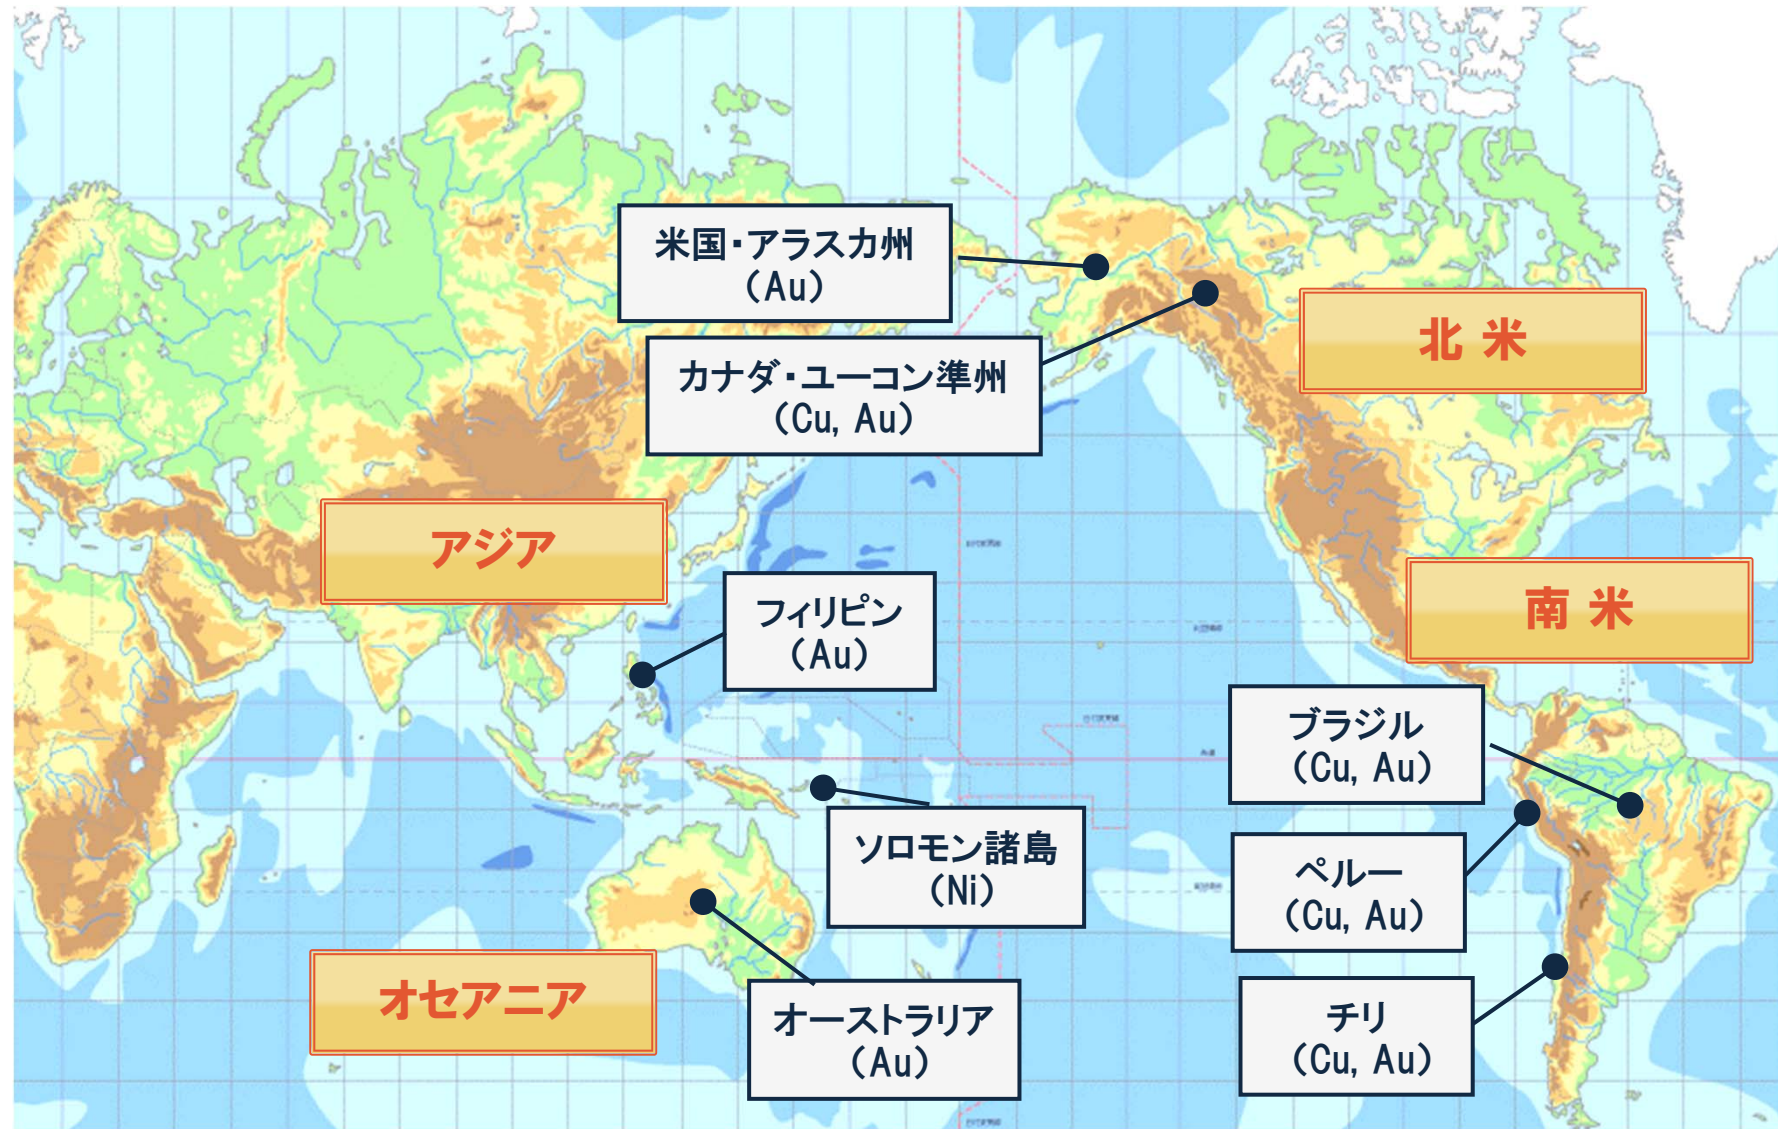 米国・アラスカ州
(Au)
北 米
カナダ・ユーコン準州
(Cu, Au)
アジア
フィリピン
(Au)
南 米
ブラジル
(Cu, Au)
ソロモン諸島
(Ni)
ペルー
(Cu, Au)
オセアニア
オーストラリア
(Au)
チリ
(Cu, Au)